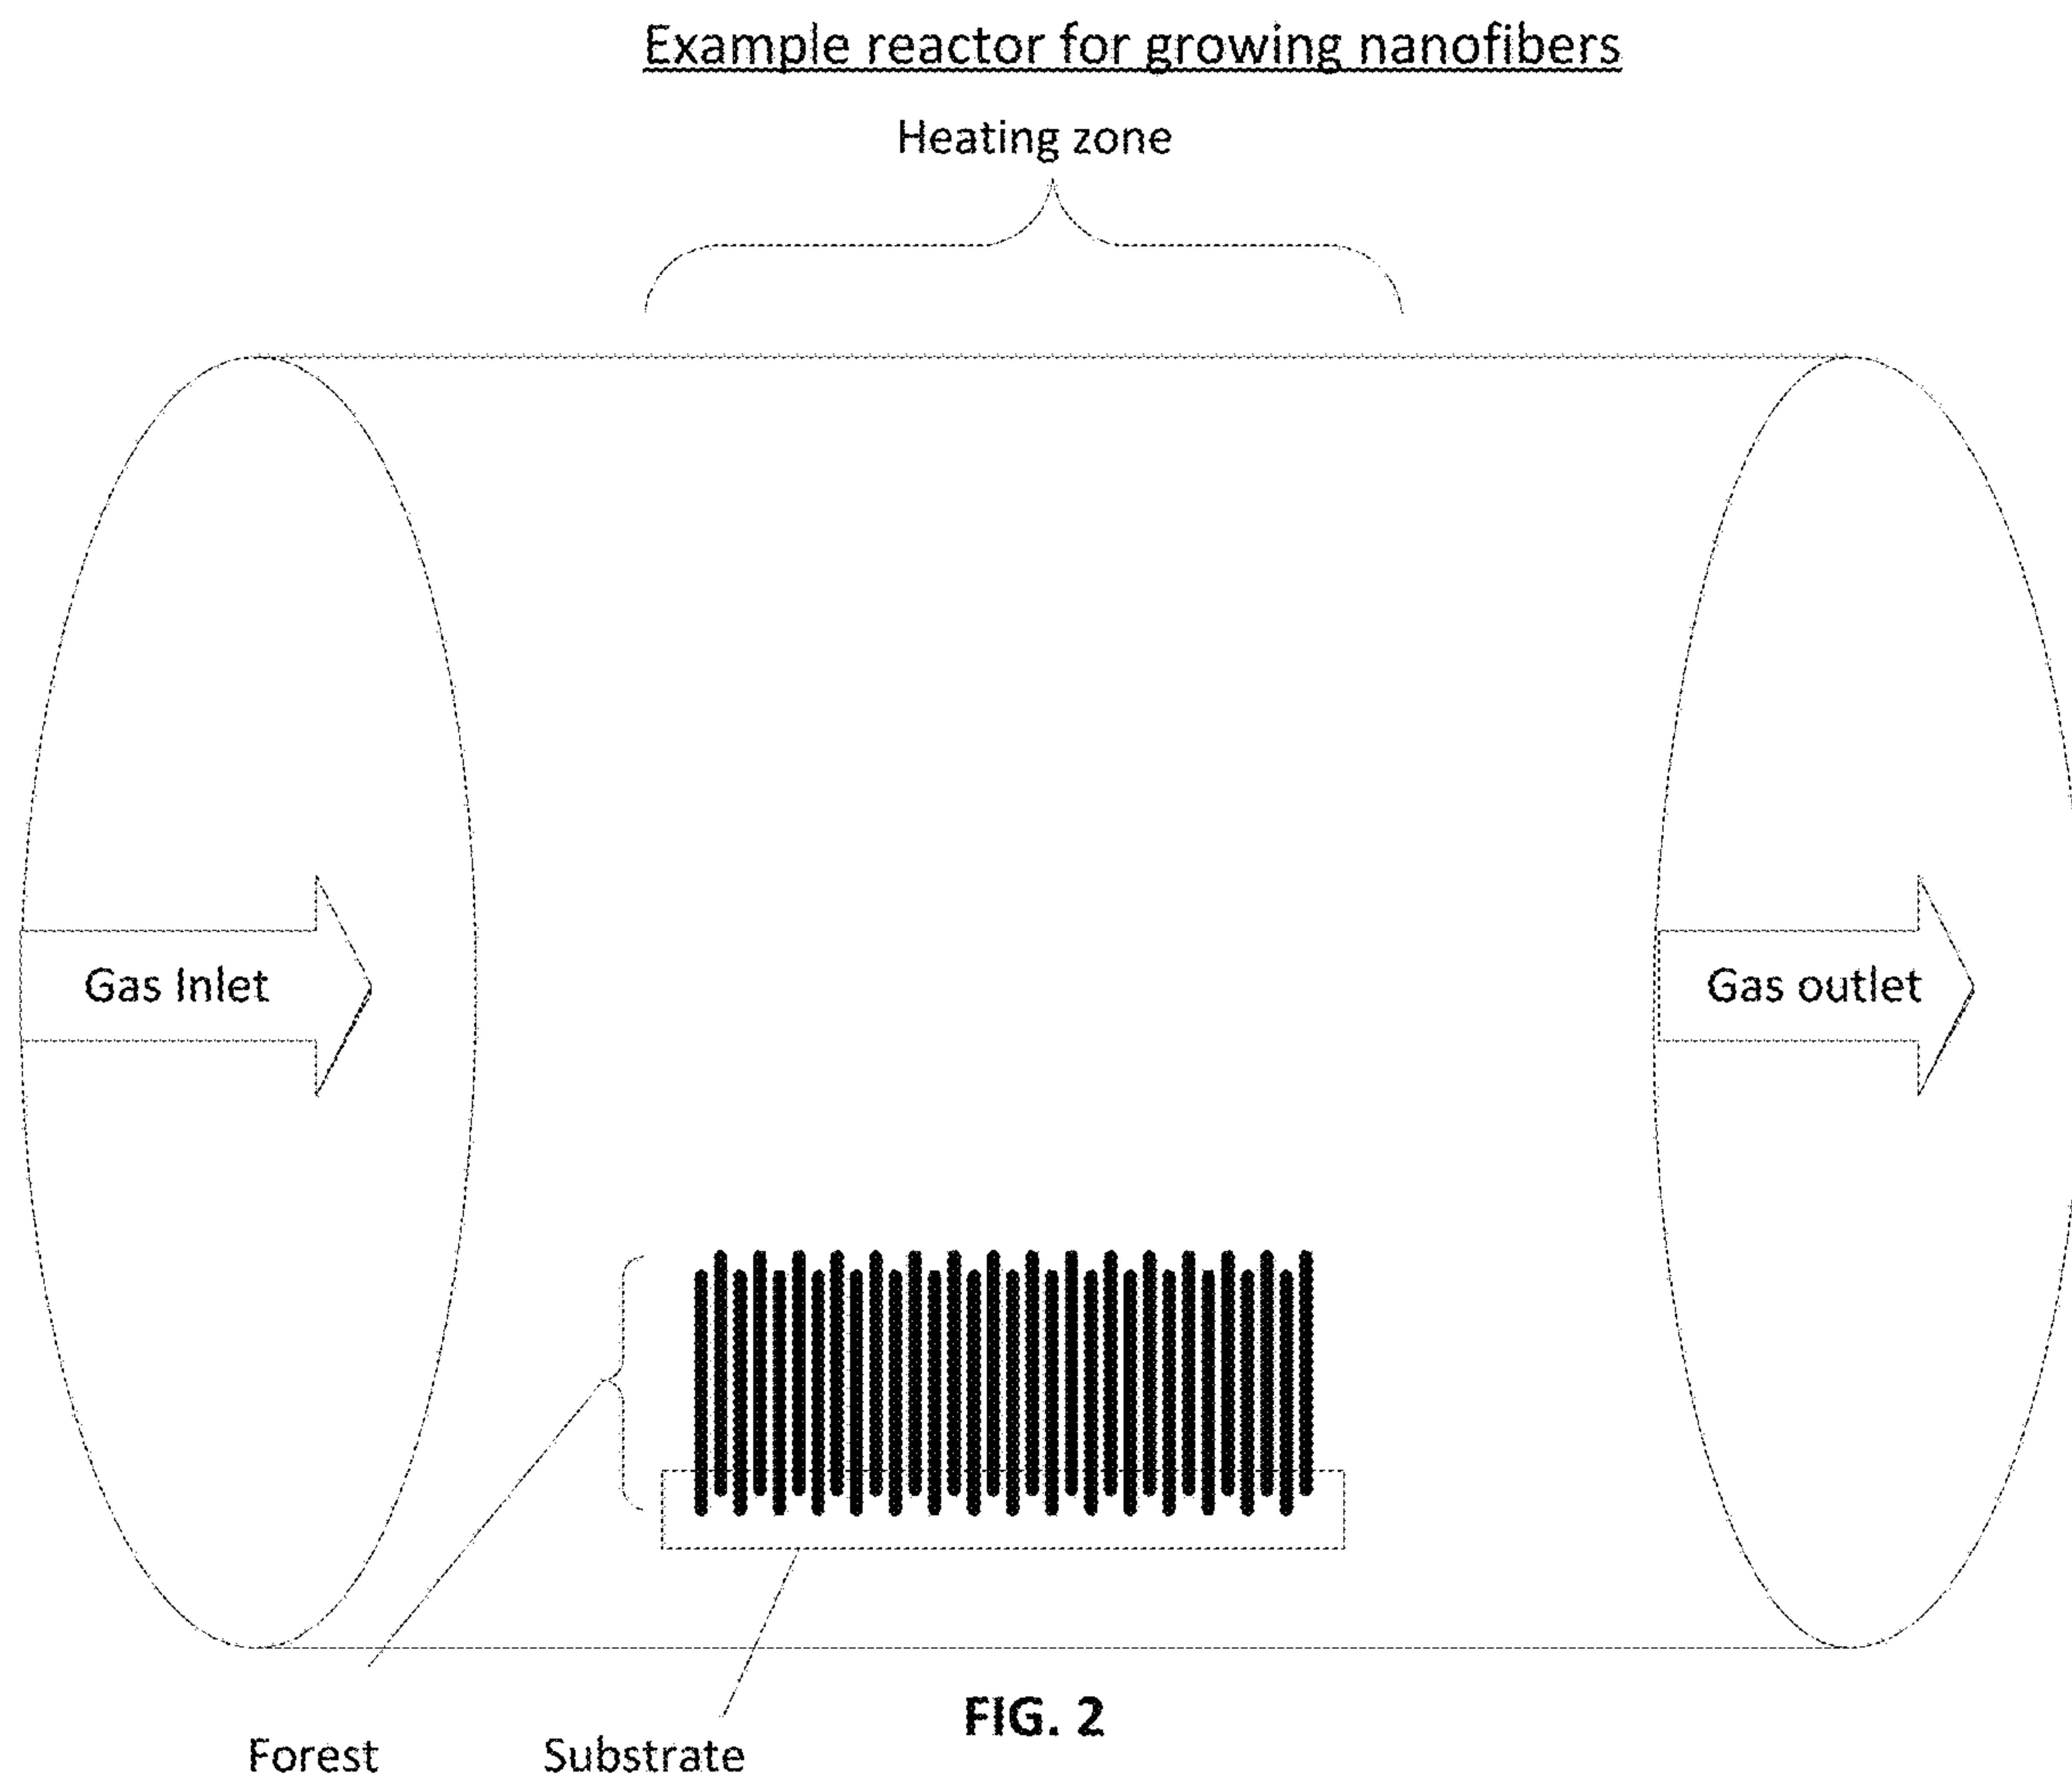 Example reactor for growing nanofibers
Heating zone
Gas Inlet
Gas outlet
FIG. 2
Forest
Substrate